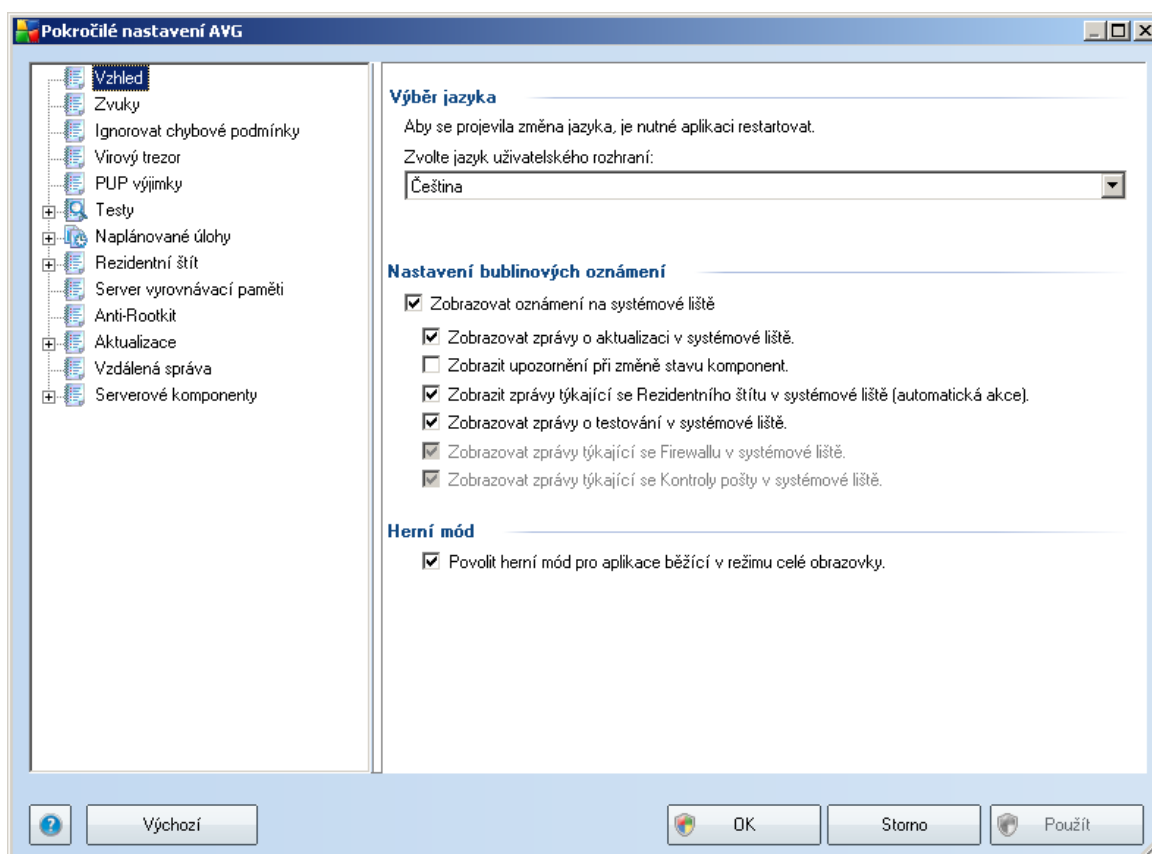 Pokročilé nastavení AVG
Vzhled
Zvuky
Ignorovat chybové podmínky
Virový trezor
PUP výjimky
Testy
Naplánované úlohy
Rezidentní štít
Server vyrovnávací paměti
Anti-Rootkit
Aktualizace
Vzdálená správa
Serverové komponenty
Výběr jazyka
Aby se projevila změna jazyka, je nutné aplikaci restartovat.
Zvolte jazyk uživatelského rozhraní:
Čeština
Nastavení bublinových oznámení
Zobrazovat oznámení na systémové liště
Zobrazovat zprávy o aktualizaci v systémové liště.
Zobrazit upozornění při změně stavu komponent.
Zobrazit zprávy týkající se Rezidentního štítu v systémové liště (automatická akce).
Zobrazovat zprávy o testování v systémové liště.
Zobrazovat zprávy týkající se Firewallu v systémové liště.
Zobrazovat zprávy týkající se Kontroly pošty v systémové liště.
Herní mód
Povolit herní mód pro aplikace běžící v režimu celé obrazovky.
Výchozí
OK
Storno
Použít